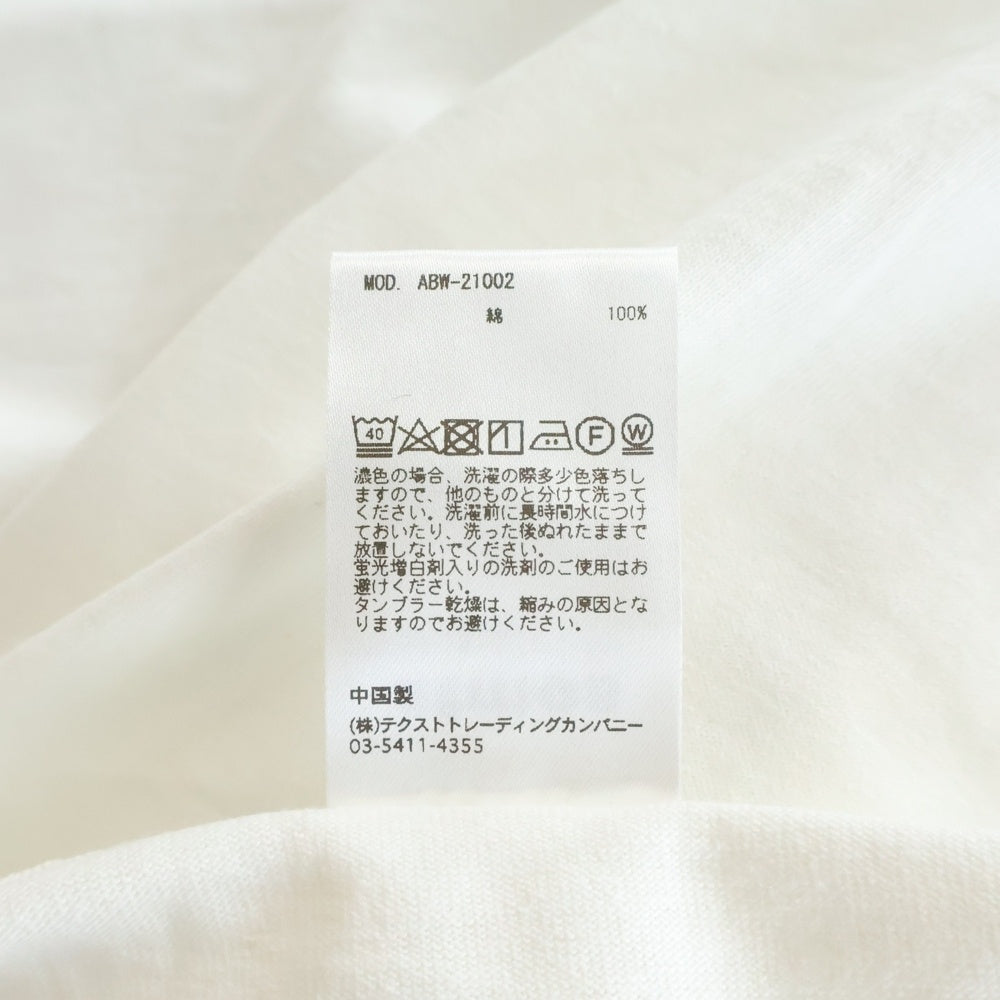 MOD. ABW-21002
綿 100%
40 F W
濃色の場合、洗濯の際多少色落ちし
ますので、他のものと分けて洗って
ください。洗濯前に長時間水につけ
ておいたり、洗った後ぬれたままで
放置しないでください。
蛍光増白剤入りの洗剤のご使用はお
避けください。
タンブラー乾燥は、縮みの原因とな
りますのでお避けください。
中国製
(株)テクストトレーディングカンパニー
03-5411-4355